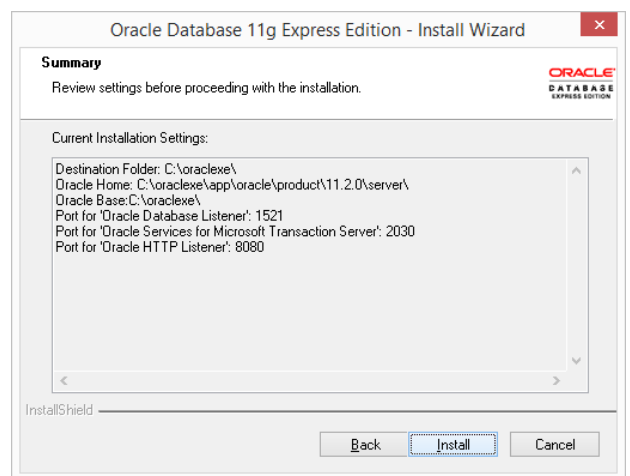 Oracle Database 11g Express Edition - Install Wizard
Summary
Review settings before proceeding with the installation.
ORACLE
DATABASE
EXPRESS EDITION
Current Installation Settings:
Destination Folder: C:\oraclexe\
Oracle Home: C:\oraclexe\app\oracle\product\11.2.0\server\
Oracle Base:C:\oraclexe\
Port for 'Oracle Database Listener': 1521
Port for 'Oracle Services for Microsoft Transaction Server': 2030
Port for 'Oracle HTTP Listener': 8080
InstallShield
Back Install Cancel